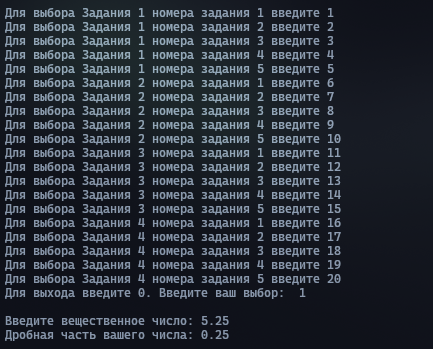 Для выбора Задания 1 номера задания 1 введите 1
Для выбора Задания 1 номера задания 2 введите 2
Для выбора Задания 1 номера задания 3 введите 3
Для выбора Задания 1 номера задания 4 введите 4
Для выбора Задания 1 номера задания 5 введите 5
Для выбора Задания 2 номера задания 1 введите 6
Для выбора Задания 2 номера задания 2 введите 7
Для выбора Задания 2 номера задания 3 введите 8
Для выбора Задания 2 номера задания 4 введите 9
Для выбора Задания 2 номера задания 5 введите 10
Для выбора Задания 3 номера задания 1 введите 11
Для выбора Задания 3 номера задания 2 введите 12
Для выбора Задания 3 номера задания 3 введите 13
Для выбора Задания 3 номера задания 4 введите 14
Для выбора Задания 3 номера задания 5 введите 15
Для выбора Задания 4 номера задания 1 введите 16
Для выбора Задания 4 номера задания 2 введите 17
Для выбора Задания 4 номера задания 3 введите 18
Для выбора Задания 4 номера задания 4 введите 19
Для выбора Задания 4 номера задания 5 введите 20
Для выхода введите 0. Введите ваш выбор:  1
Введите вещественное число: 5.25
Дробная часть вашего числа: 0.25